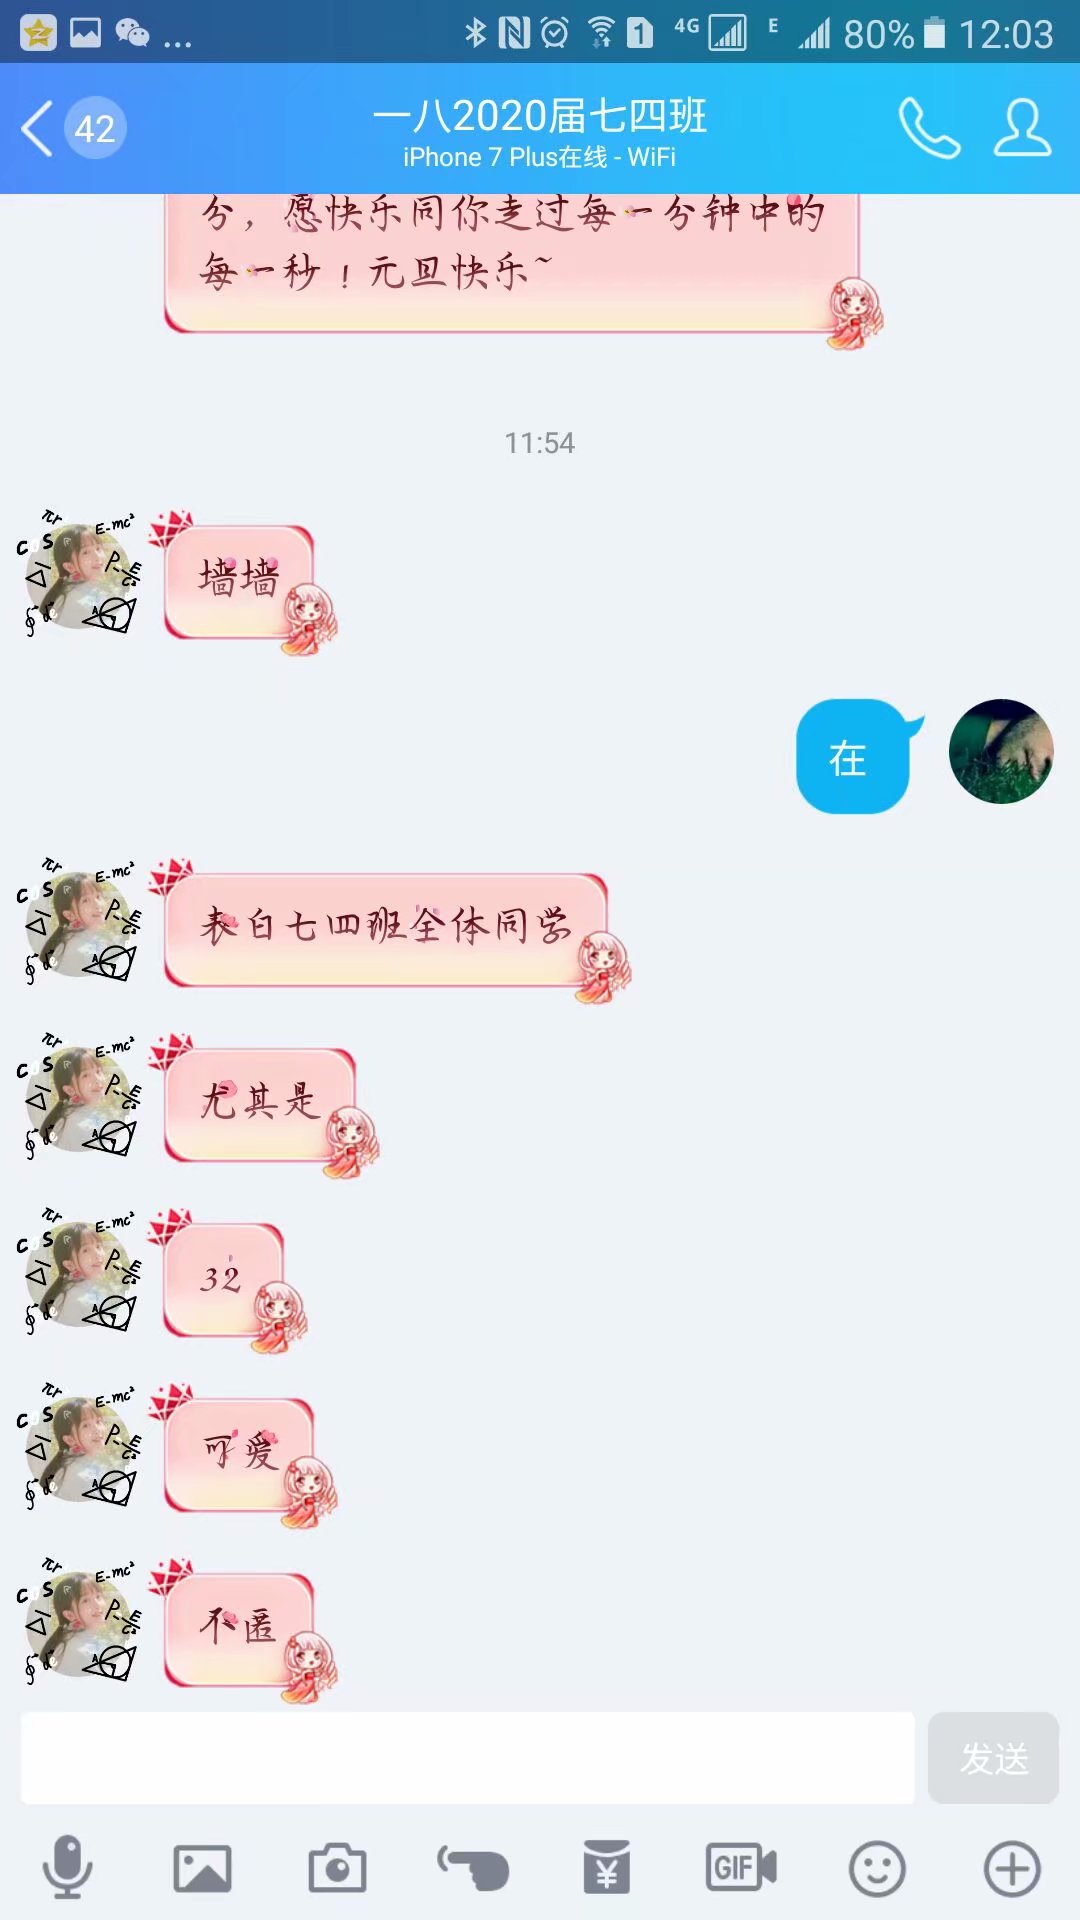 ... 1 4G E 80% 12:03
42
一八2020届七四班
iPhone 7 Plus在线 - WiFi
分，愿快乐同你走过每一分钟中的
每一秒！元旦快乐~
11:54
墙墙
在
表白七四班全体同学
尤其是
32
可爱
不匿
发送
GIF